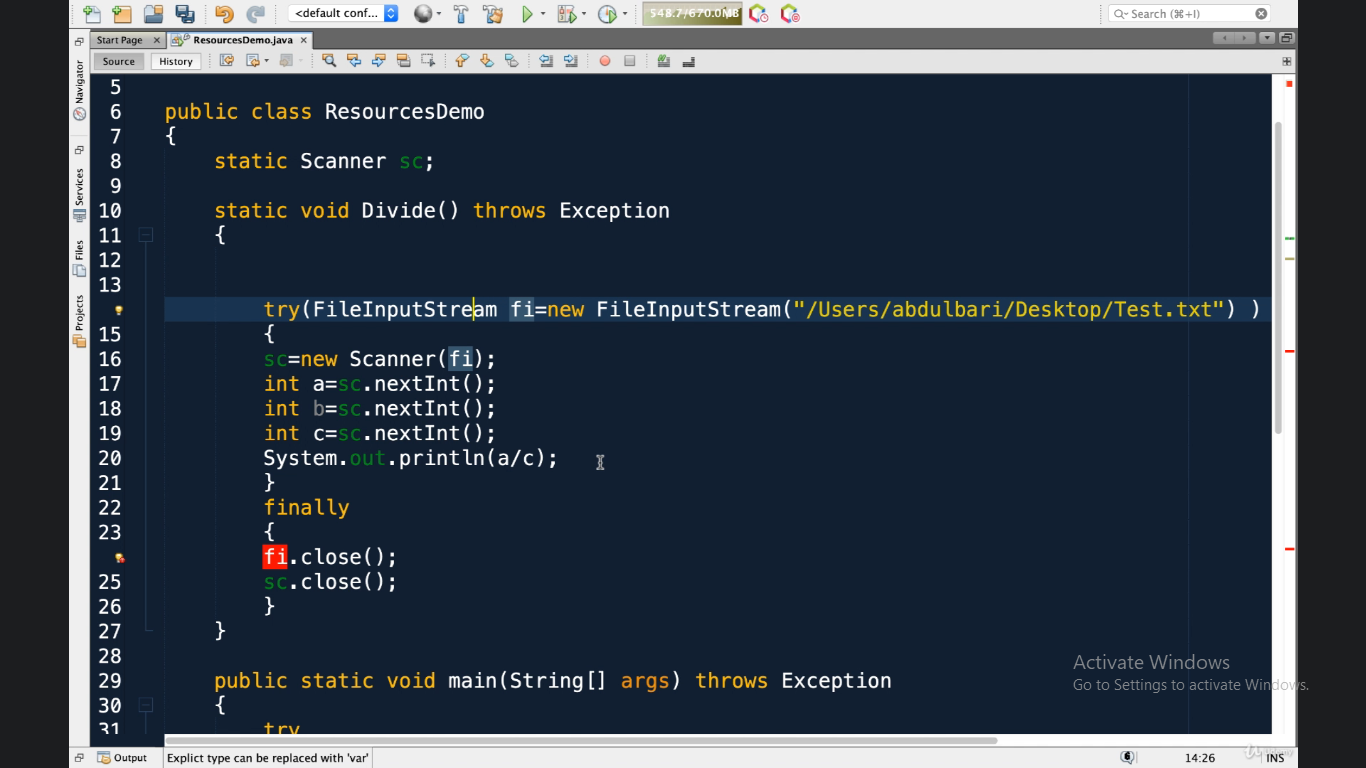 <default conf...
548.7/670.0MB
Search (⌘+I)
Start Page
ResourcesDemo.java
Source
History
Navigator
Services
Files
Projects
5
6 public class ResourcesDemo
7 {
8 static Scanner sc;
9
10 static void Divide() throws Exception
11 {
12
13
try(FileInputStream fi=new FileInputStream("/Users/abdulbari/Desktop/Test.txt") )
15 {
16 sc=new Scanner(fi);
17 int a=sc.nextInt();
18 int b=sc.nextInt();
19 int c=sc.nextInt();
20 System.out.println(a/c);
21 }
22 finally
23 {
fi.close();
25 sc.close();
26 }
27 }
28
29 public static void main(String[] args) throws Exception
30 {
31 try
Activate Windows
Go to Settings to activate Windows.
Output
Explict type can be replaced with 'var'
6
14:26
INS